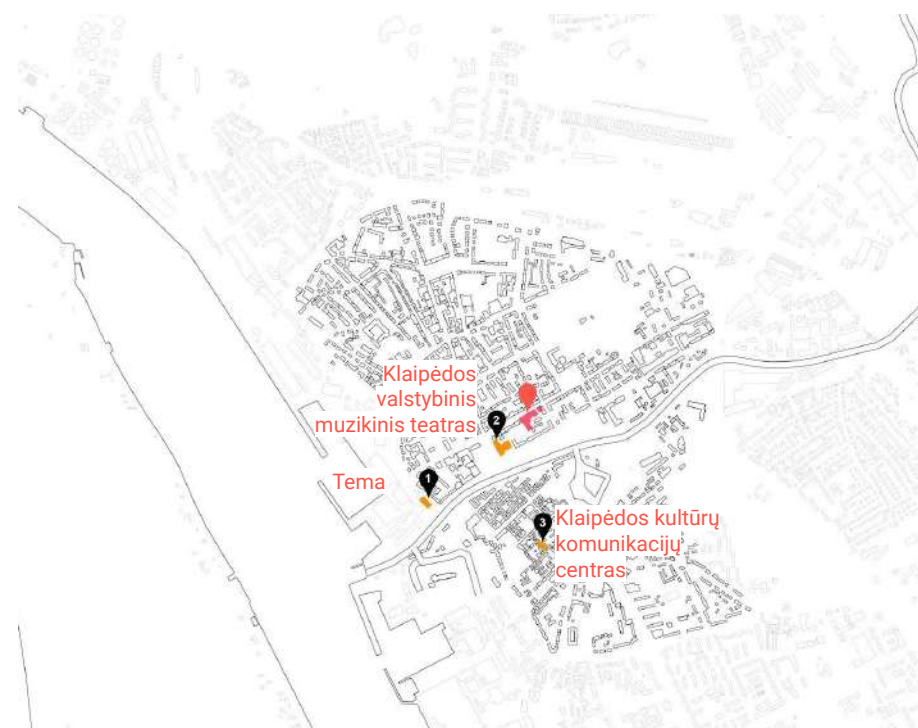 Klaipėdos
valstybinis
muzikinis teatras
2
Tema
1
3
Klaipėdos kultūrų
komunikacijų
centras